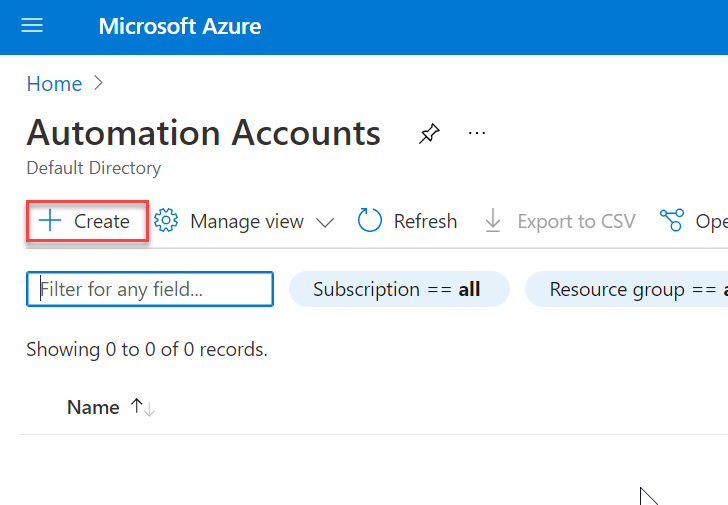 Microsoft Azure
Home
Automation Accounts
Default Directory
Create Manage view Refresh Export to CSV Ope
Filter for any field...
Subscription == all Resource group == a
Showing 0 to 0 of 0 records.
Name